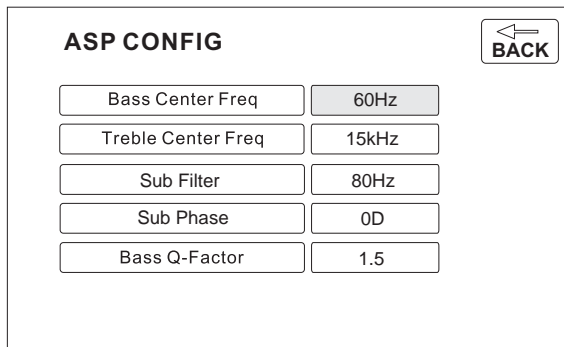 ASP CONFIG
BACK
Bass Center Freq 60Hz
Treble Center Freq 15kHz
Sub Filter 80Hz
Sub Phase 0D
Bass Q-Factor 1.5